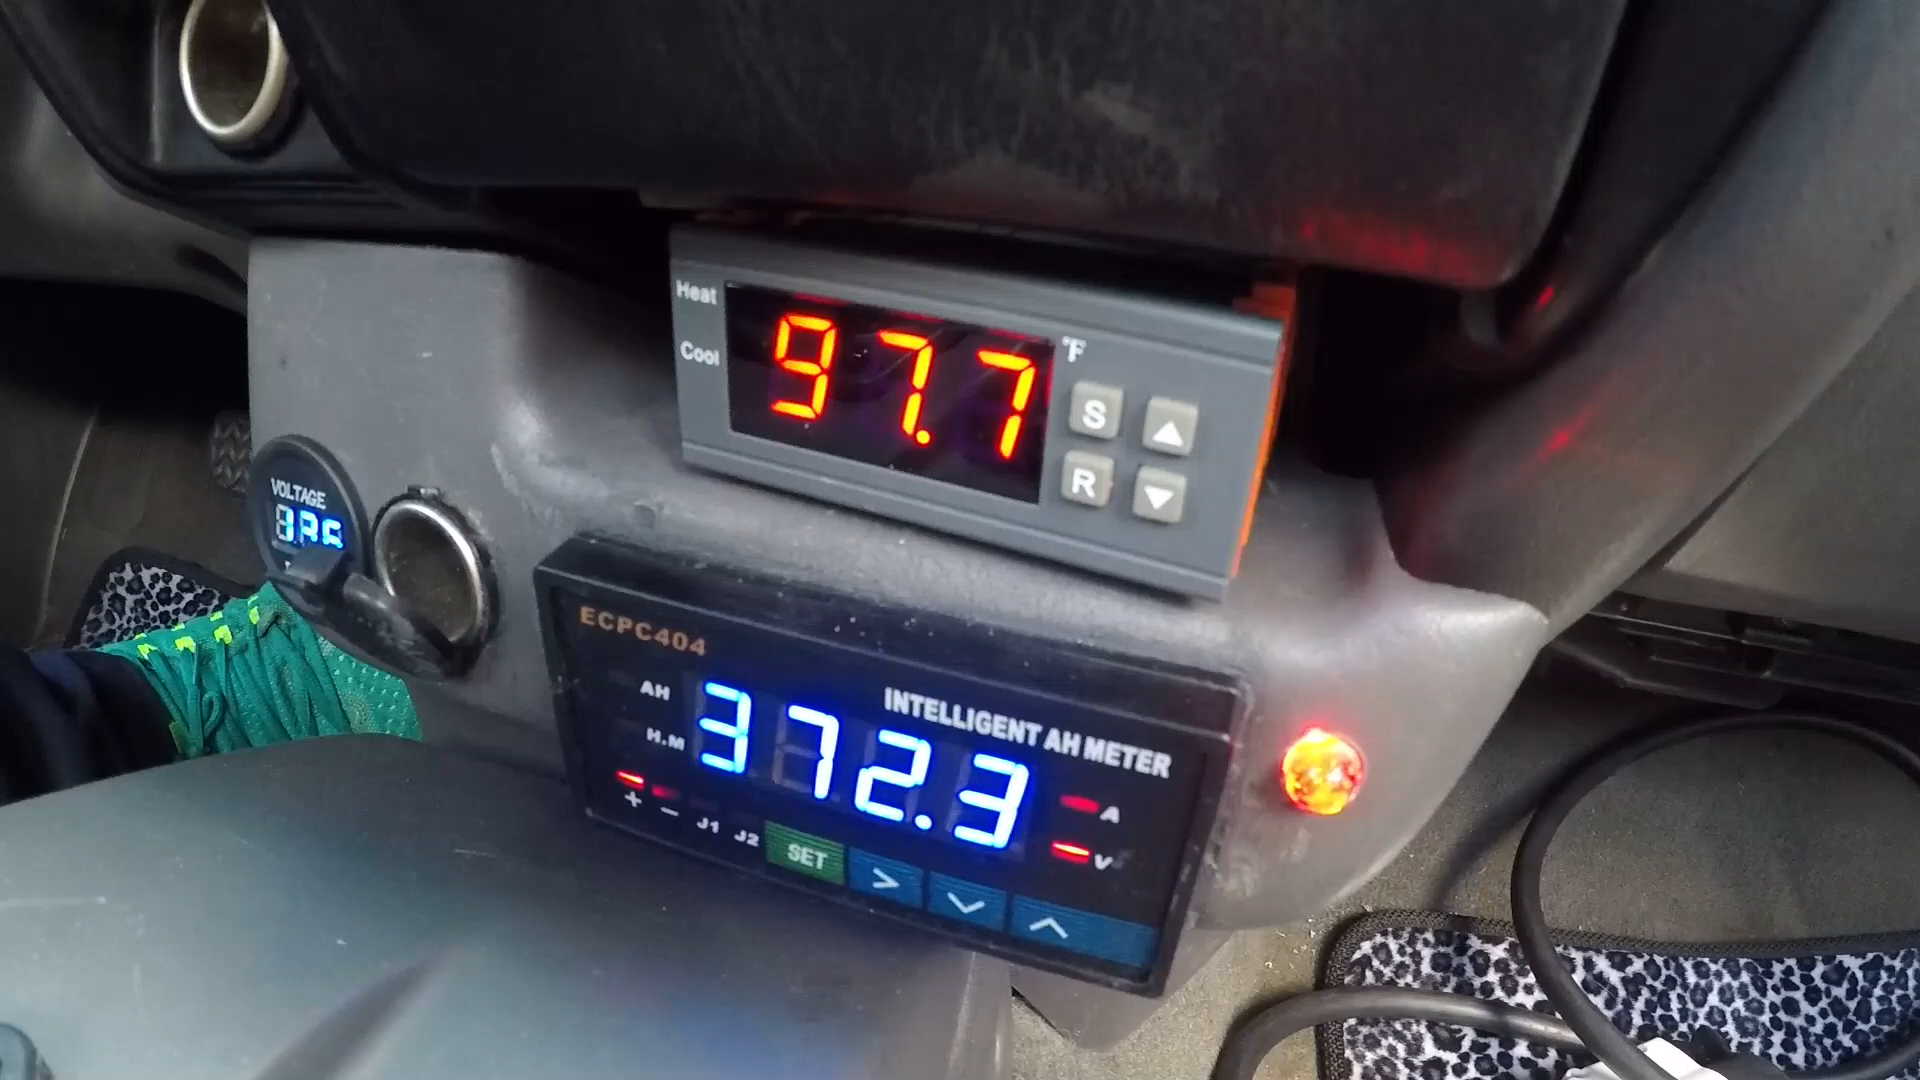 Heat
Cool
97.7
°F
S
R
VOLTAGE
ECPC404
INTELLIGENT AH METER
AH
H.M
372.3
A
V
+
–
J1
J2
SET